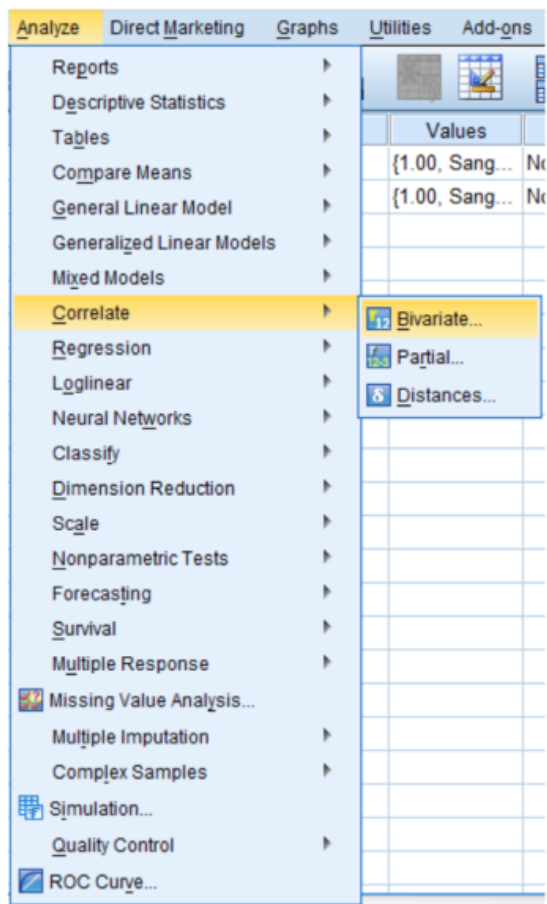 Analyze Direct Marketing Graphs Utilities Add-ons
Reports
Descriptive Statistics
Tables
Values
Compare Means
{1.00, Sang... No
General Linear Model
{1.00, Sang... No
Generalized Linear Models
Mixed Models
Correlate
Bivariate...
Regression
Partial...
Loglinear
Distances...
Neural Networks
Classify
Dimension Reduction
Scale
Nonparametric Tests
Forecasting
Survival
Multiple Response
Missing Value Analysis...
Multiple Imputation
Complex Samples
Simulation...
Quality Control
ROC Curve...